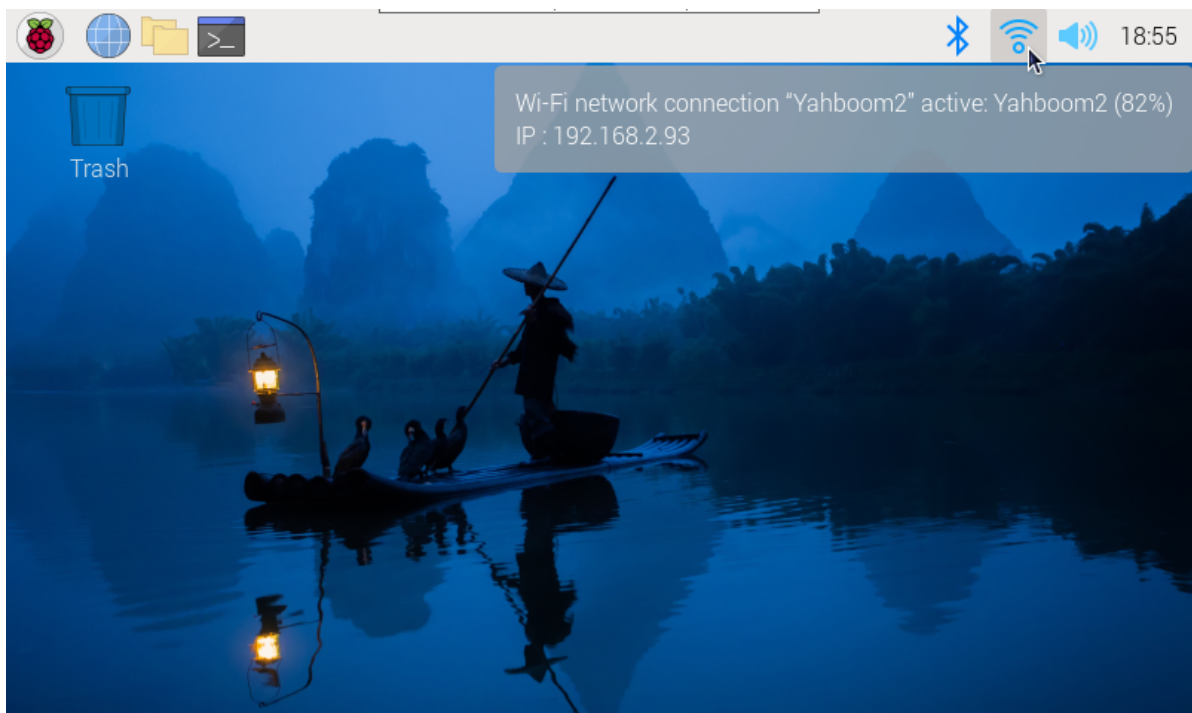 18:55
Wi-Fi network connection “Yahboom2” active: Yahboom2 (82%)
IP : 192.168.2.93
Trash